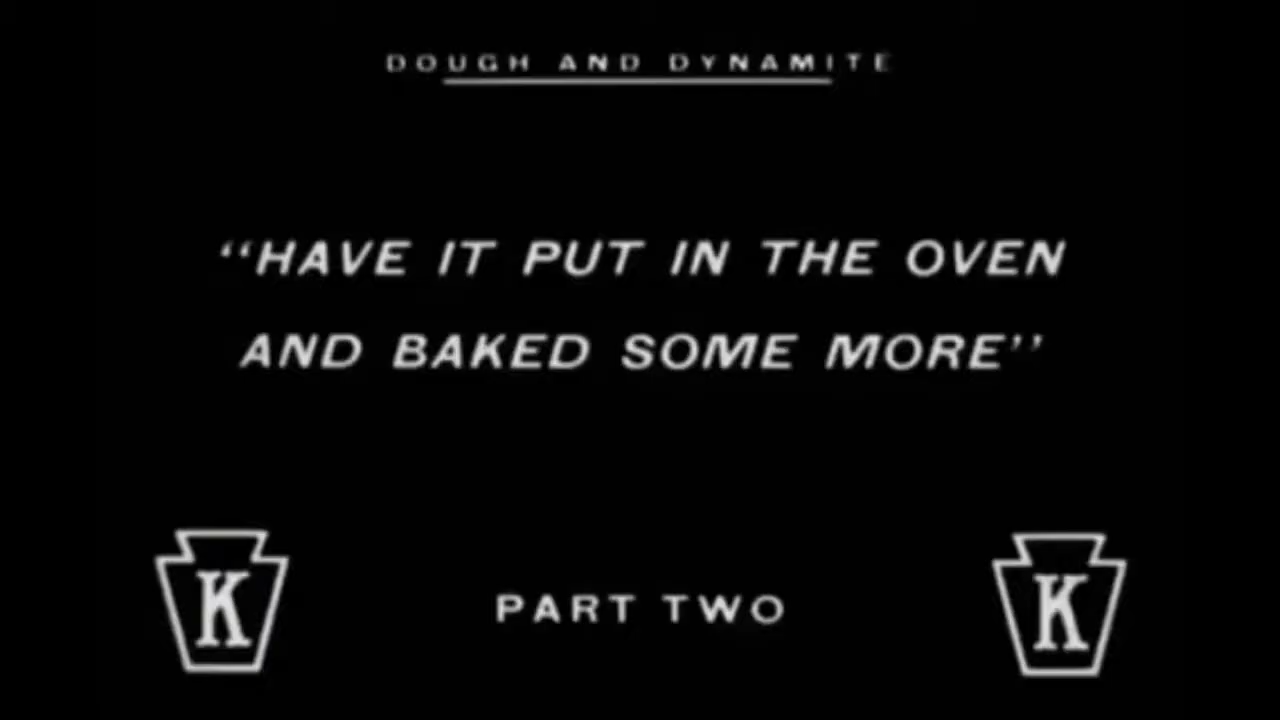 DOUGH AND DYNAMITE
“HAVE IT PUT IN THE OVEN
AND BAKED SOME MORE”
K PART TWO K